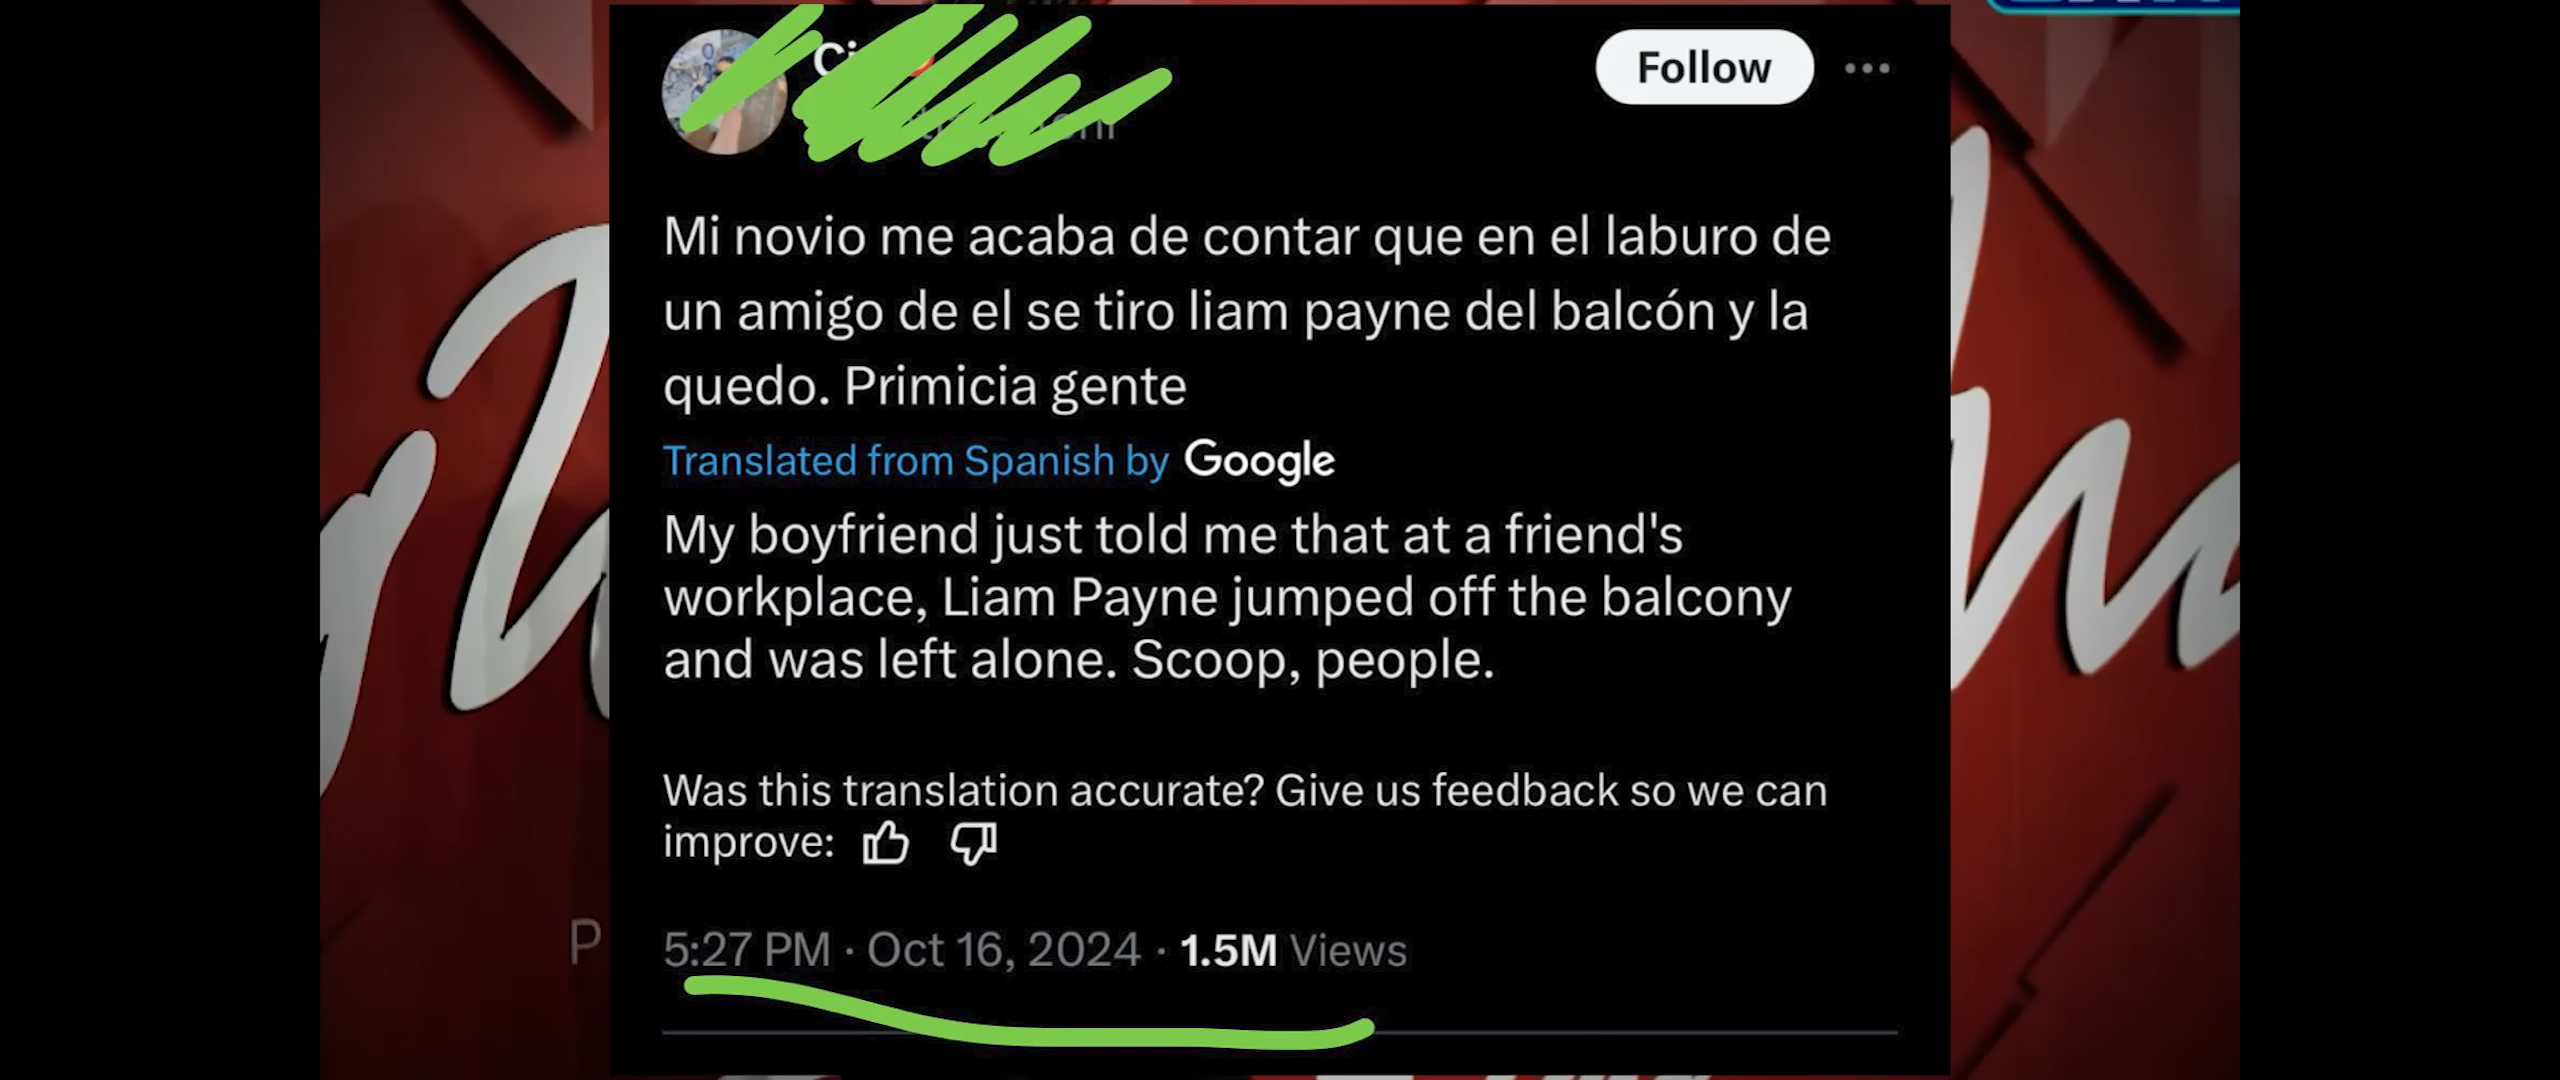 Follow
Mi novio me acaba de contar que en el laburo de
un amigo de el se tiro liam payne del balcón y la
quedo. Primicia gente
Translated from Spanish by Google
My boyfriend just told me that at a friend's
workplace, Liam Payne jumped off the balcony
and was left alone. Scoop, people.
Was this translation accurate? Give us feedback so we can
improve:
P
5:27 PM · Oct 16, 2024 · 1.5M Views